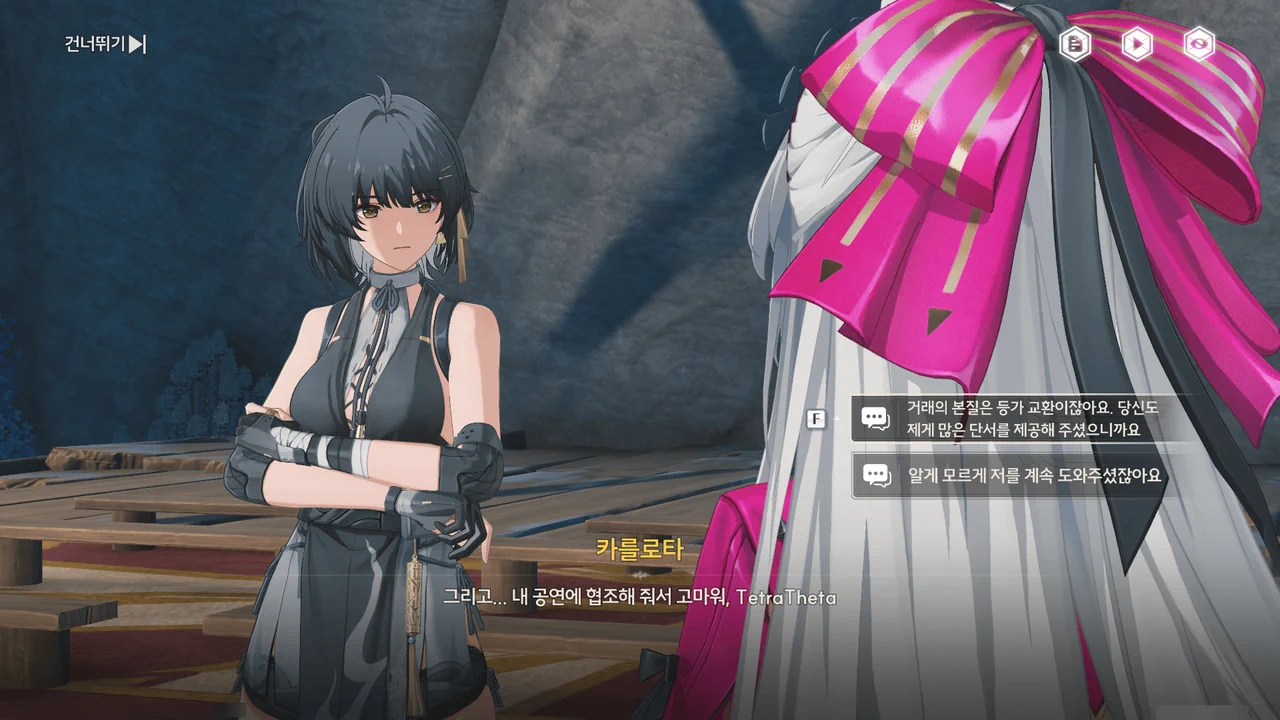 건너뛰기
거래의 본질은 등가 교환이잖아요. 당신도
제게 많은 단서를 제공해 주셨으니까요
F
알게 모르게 저를 계속 도와주셨잖아요
카를로타
그리고... 내 공연에 협조해 줘서 고마워, TetraTheta